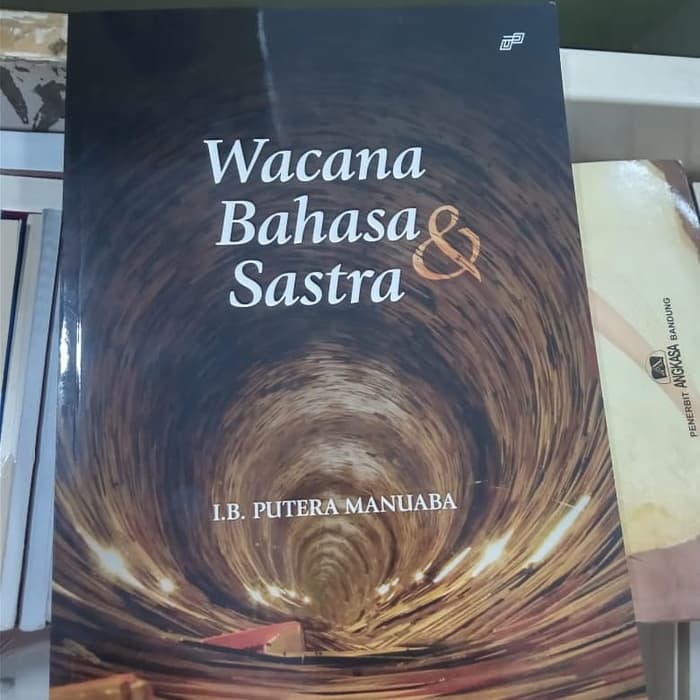 Wacana
Bahasa &
Sastra
I.B. PUTERA MANUABA
PENERBIT ANGKASA BANDUNG